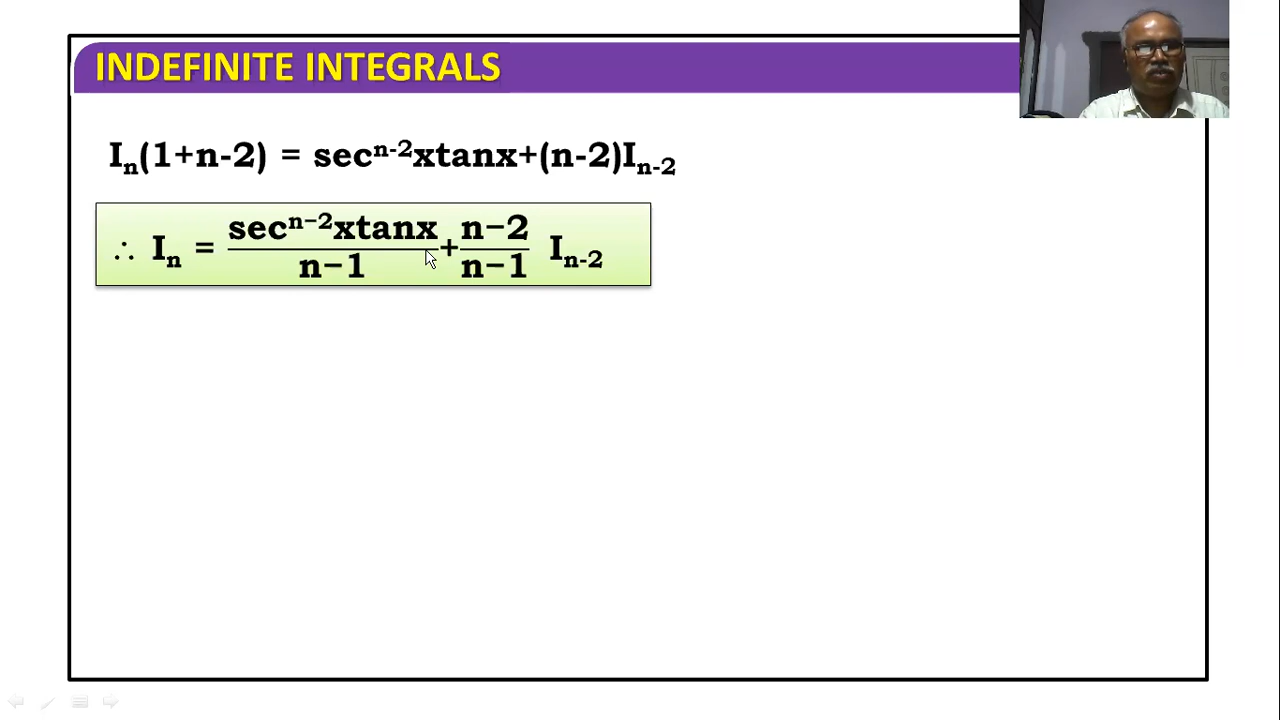 INDEFINITE INTEGRALS
Iₙ(1+n-2) = secⁿ⁻²xtanx+(n-2)Iₙ₋₂
∴ Iₙ = secⁿ⁻²xtanx/n−1 + n−2/n−1 Iₙ₋₂